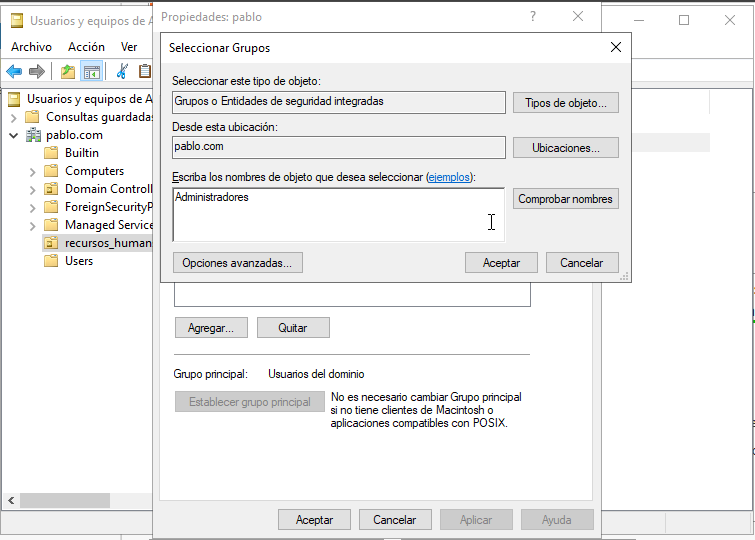 Usuarios y equipos de A
Archivo Acción Ver
Usuarios y equipos de A
Consultas guardadas
pablo.com
Builtin
Computers
Domain Controll
ForeignSecurityP
Managed Service
recursos_human
Users
Propiedades: pablo
?
Seleccionar Grupos
Seleccionar este tipo de objeto:
Grupos o Entidades de seguridad integradas
Tipos de objeto...
Desde esta ubicación:
pablo.com
Ubicaciones...
Escriba los nombres de objeto que desea seleccionar (ejemplos):
Administradores
Comprobar nombres
Opciones avanzadas...
Aceptar
Cancelar
Agregar...
Quitar
Grupo principal: Usuarios del dominio
Establecer grupo principal
No es necesario cambiar Grupo principal
si no tiene clientes de Macintosh o
aplicaciones compatibles con POSIX.
Aceptar
Cancelar
Aplicar
Ayuda